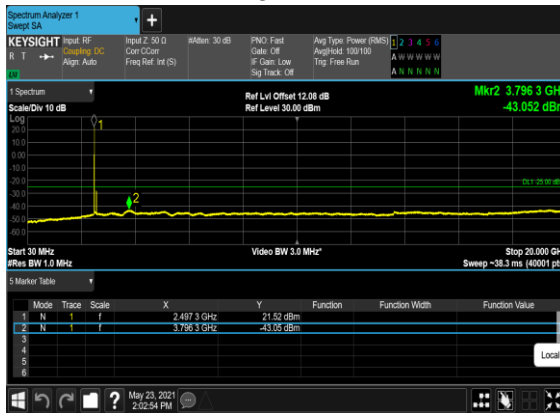 Spectrum Analyzer 1
Swept SA
+
KEYSIGHT Input: RF Input Z: 50 Ω #Atten: 30 dB PNO: Fast Avg Type: Power (RMS) 1 2 3 4 5 6
R T Coupling: DC Corr CCorr Gate: Off Avg|Hold: 100/100 A W W W W W
Align: Auto Freq Ref: Int (S) IF Gain: Low Trig: Free Run
Sig Track: Off A N N N N N
1 Spectrum Ref Lvl Offset 12.08 dB Mkr2 3.796 3 GH
Scale/Div 10 dB Ref Level 30.00 dBm -43.052 dBr
Log
1
20.0
10.0
0.00
-10.0
-20.0
DL1 25.00 dB
-30.0
2
-40.0
-50.0
-60.0
Start 30 MHz Video BW 3.0 MHz* Stop 20.000 GH
#Res BW 1.0 MHz Sweep ~38.3 ms (40001 pt
5 Marker Table
Mode Trace Scale X Y Function Function Width Function Value
1 N 1 f 2.497 3 GHz 21.52 dBm
2 N 1 f 3.796 3 GHz -43.05 dBm
3
4
5
6
Local
? May 23, 2021
2:02:54 PM